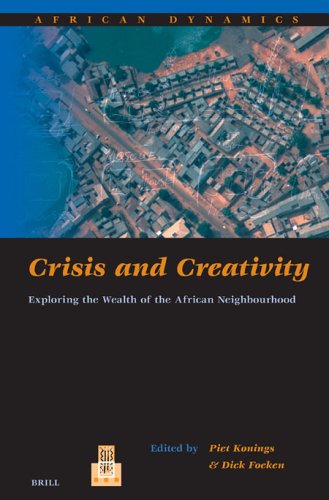 AFRICAN DYNAMICS
MOSQUÉE
Crisis and Creativity
Exploring the Wealth of the African Neighbourhood
Edited by Piet Konings
& Dick Foeken
BRILL